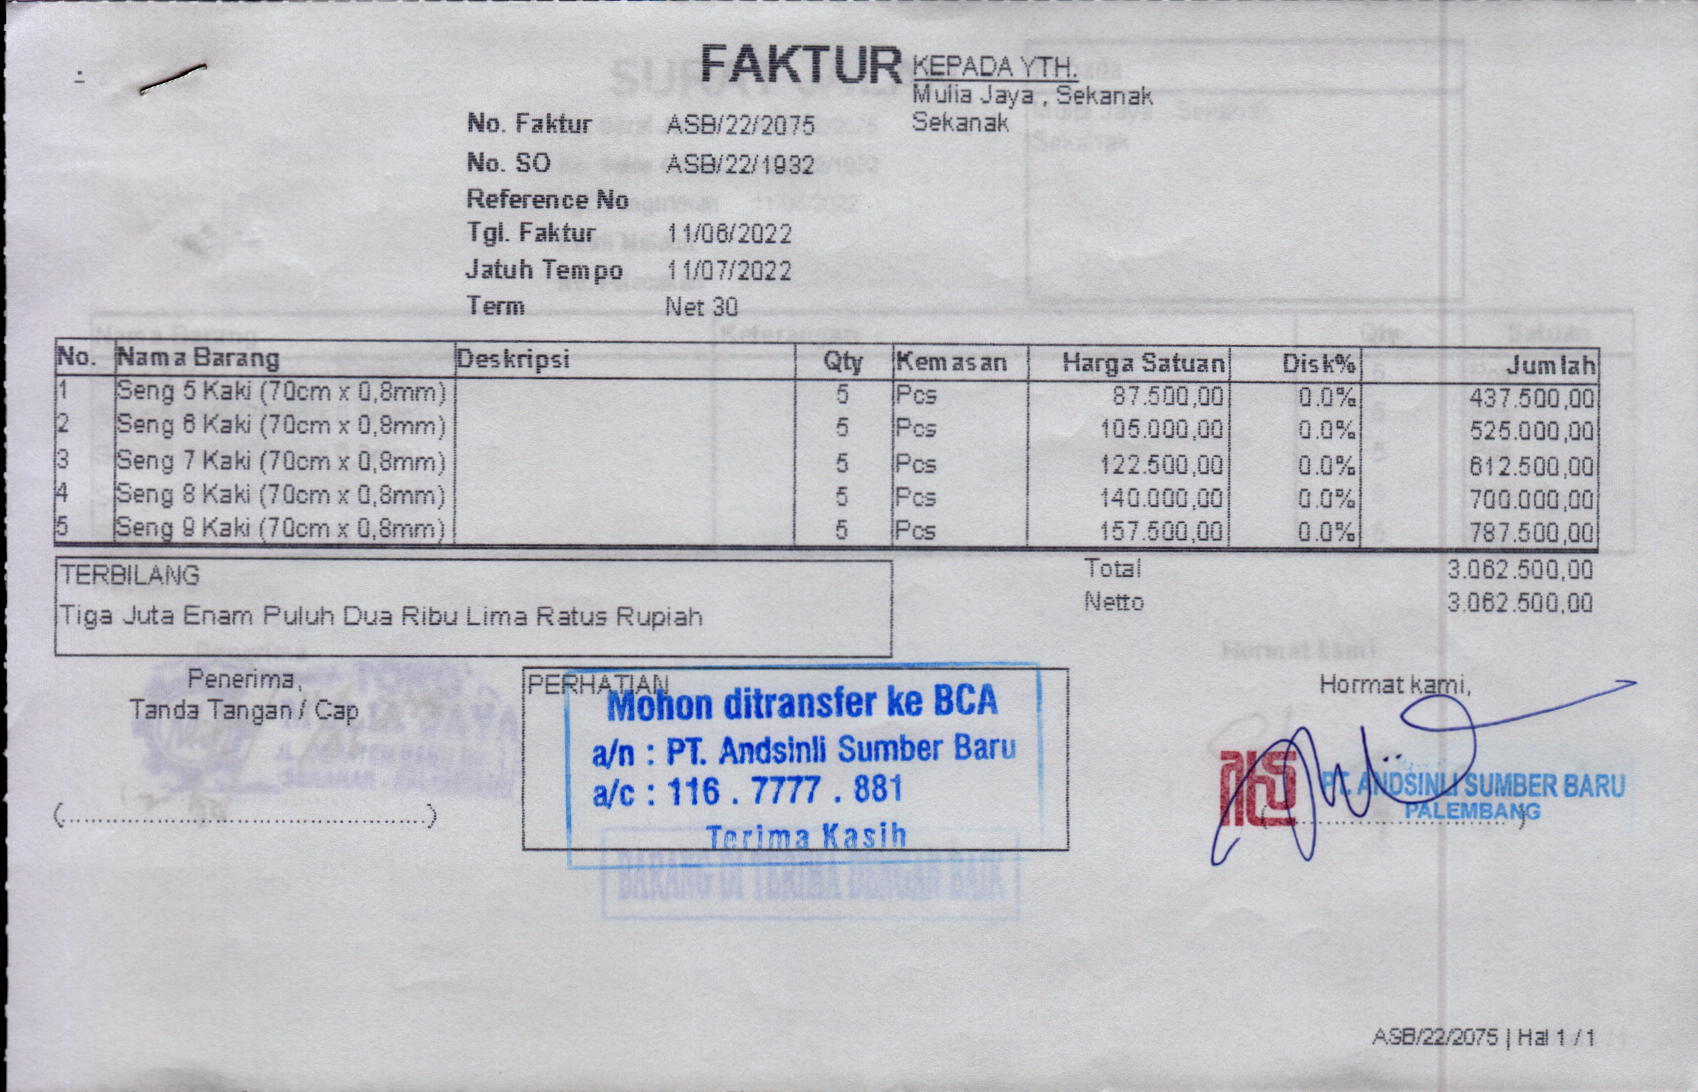 FAKTUR
KEPADA YTH.
Mulia Jaya , Sekanak
Sekanak
No. Faktur ASB/22/2075
No. SO ASB/22/1932
Reference No
Tgl. Faktur 11/06/2022
Jatuh Tempo 11/07/2022
Term Net 30
No. Nama Barang Deskripsi Qty Kemasan Harga Satuan Disk% Jumlah
1 Seng 5 Kaki (70cm x 0,8mm) 5 Pcs 87.500,00 0.0% 437.500,00
2 Seng 6 Kaki (70cm x 0,8mm) 5 Pcs 105.000,00 0.0% 525.000,00
3 Seng 7 Kaki (70cm x 0,8mm) 5 Pcs 122.500,00 0.0% 612.500,00
4 Seng 8 Kaki (70cm x 0,8mm) 5 Pcs 140.000,00 0.0% 700.000,00
5 Seng 9 Kaki (70cm x 0,8mm) 5 Pcs 157.500,00 0.0% 787.500,00
Total 3.062.500,00
Netto 3.062.500,00
TERBILANG
Tiga Juta Enam Puluh Dua Ribu Lima Ratus Rupiah
Penerima,
Tanda Tangan / Cap
(..........................................)
PERHATIAN
Mohon ditransfer ke BCA
a/n : PT. Andsinli Sumber Baru
a/c : 116 . 7777 . 881
Terima Kasih
BARANG DI TERIMA DENGAN BAIK
Hormat kami,
PT. ANDSINLI SUMBER BARU
PALEMBANG
ASB/22/2075 | Hal 1 / 1